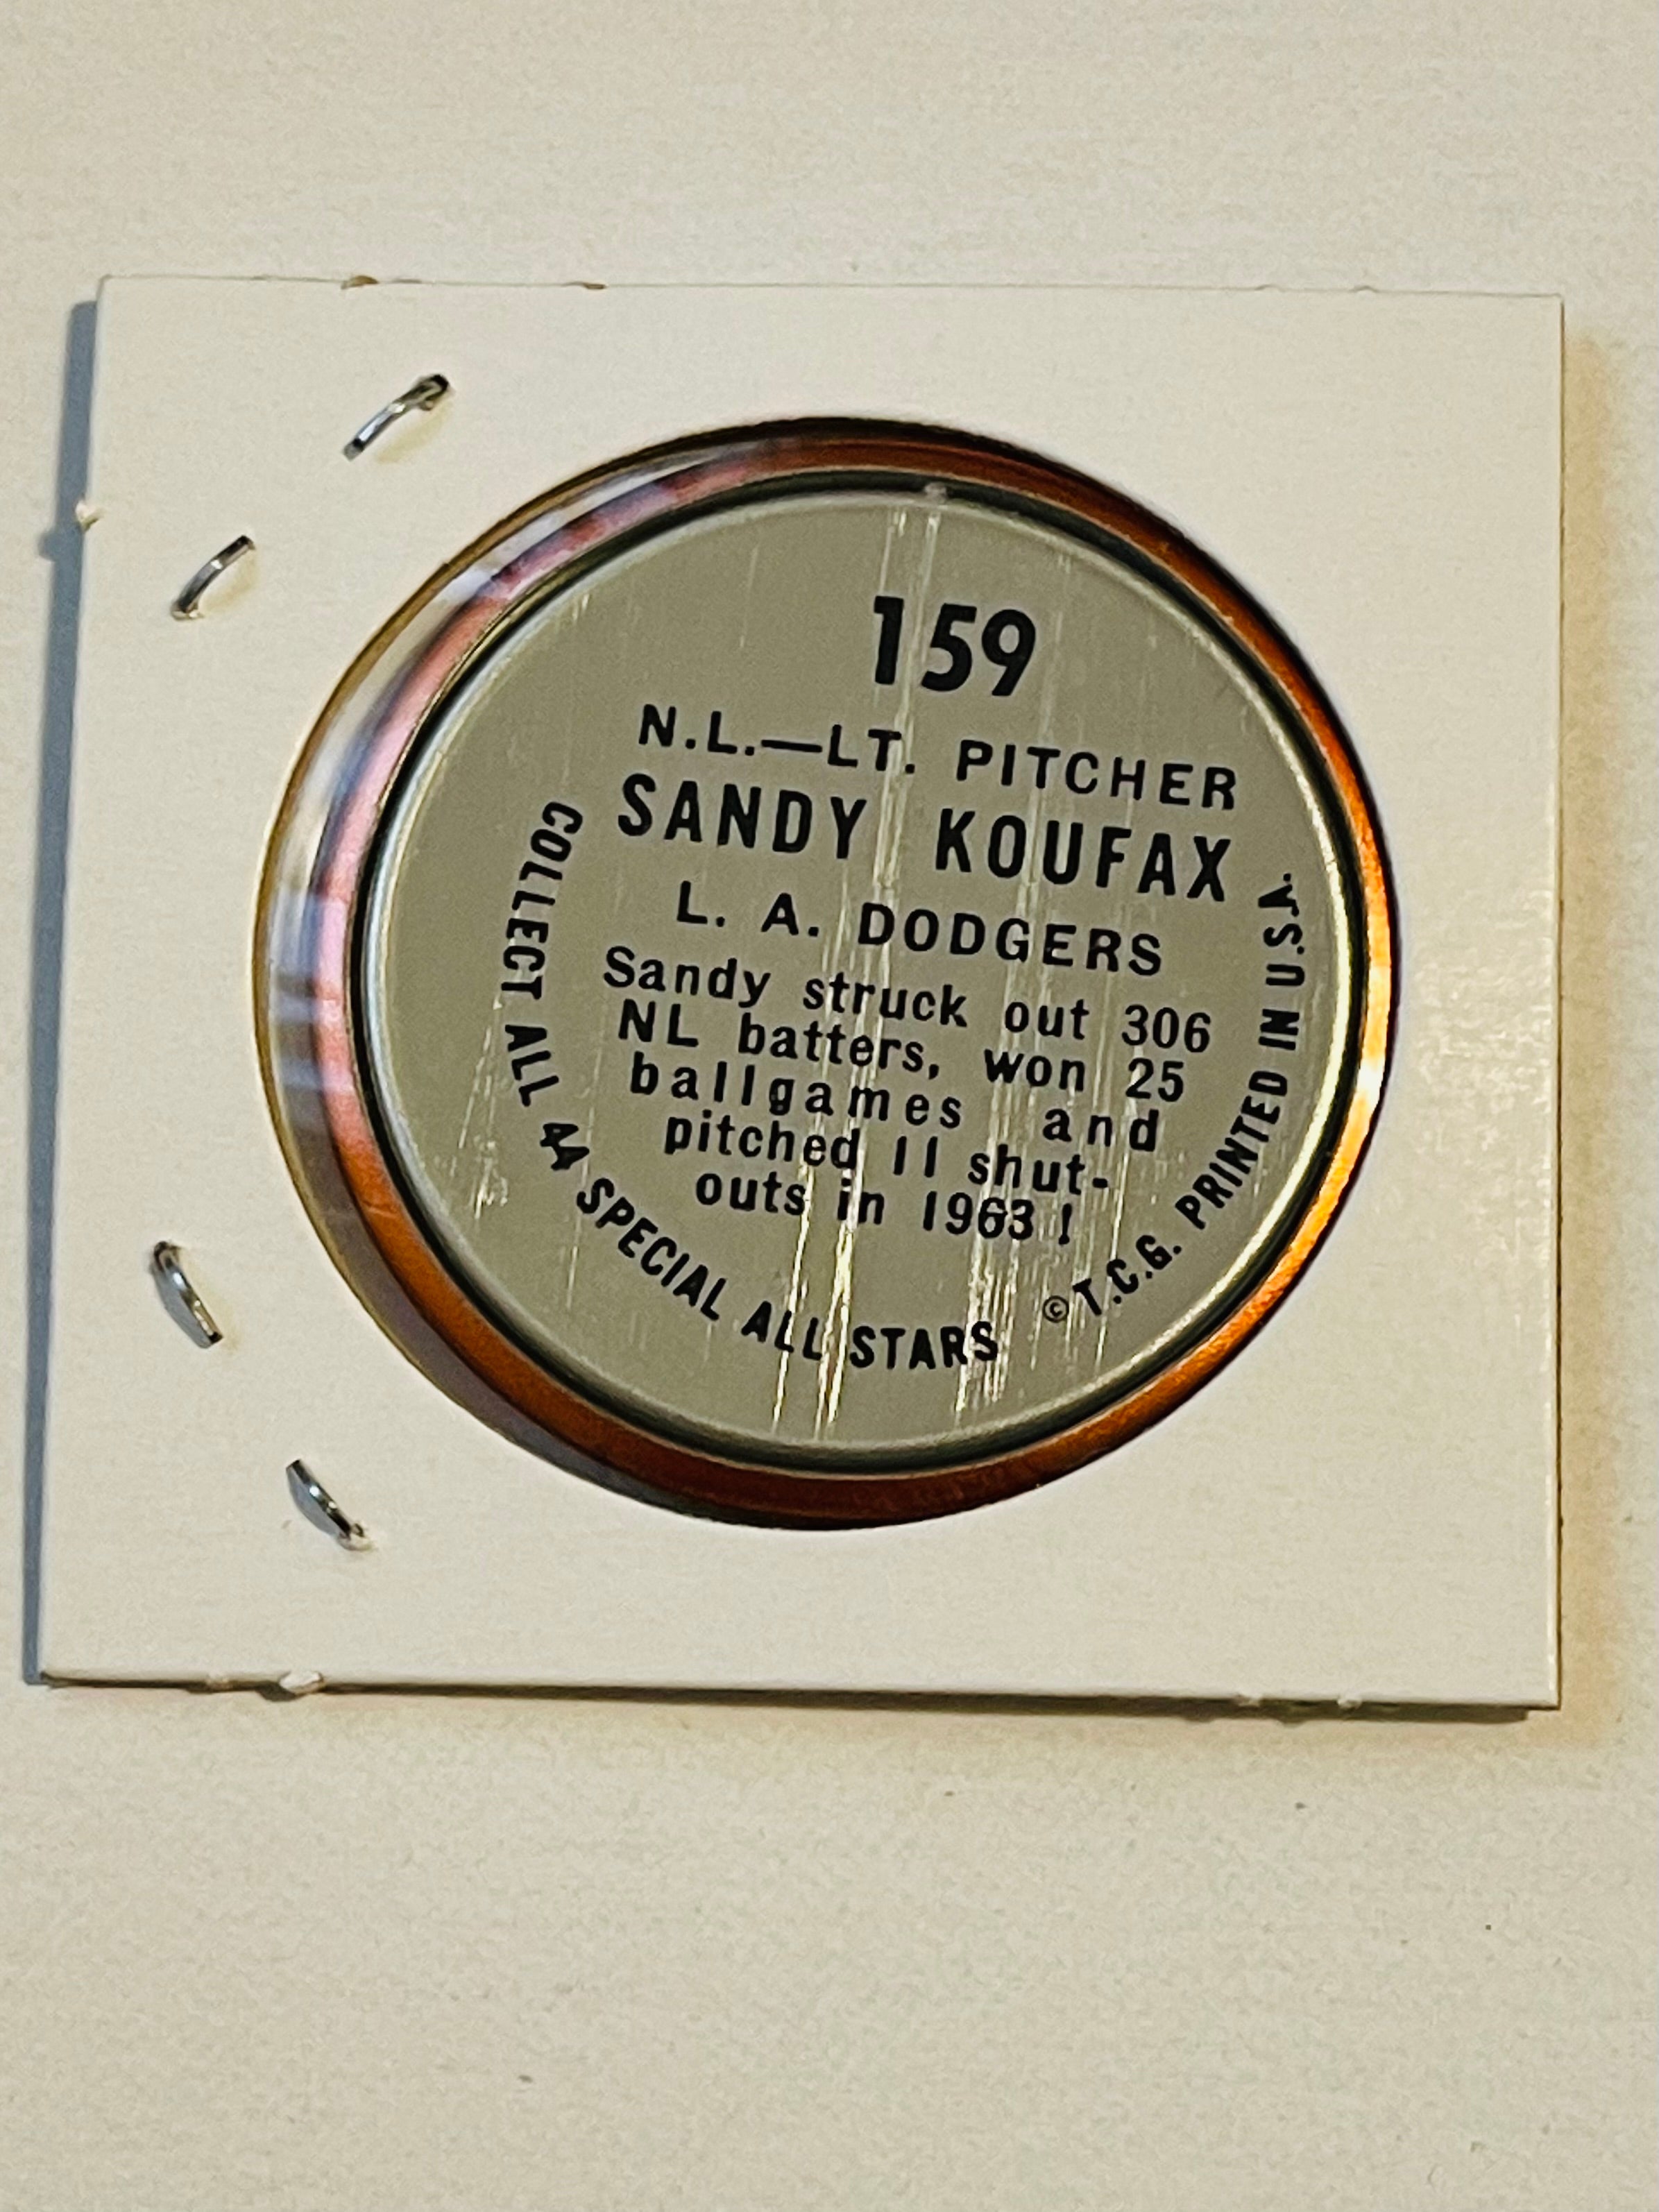 159
N.L.—LT. PITCHER
SANDY KOUFAX
L. A. DODGERS
Sandy struck out 306
NL batters, won 25
ballgames and
pitched 11 shut-
outs in 1963!
COLLECT ALL 44 SPECIAL ALL STARS
© T.C.G. PRINTED IN U.S.A.